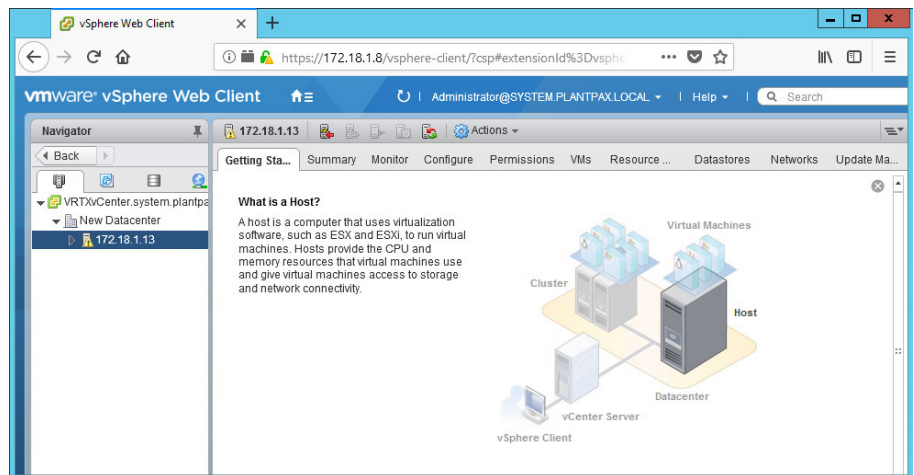 vSphere Web Client
https://172.18.1.8/vsphere-client/?csp#extensionId%3Dvsphe
vmware® vSphere Web Client
Administrator@SYSTEM.PLANTPAX.LOCAL
Help
Search
Navigator
172.18.1.13
Actions
Back
Getting Sta... Summary Monitor Configure Permissions VMs Resource ... Datastores Networks Update Ma...
VRTXvCenter.system.plantpa
New Datacenter
172.18.1.13
What is a Host?
A host is a computer that uses virtualization
software, such as ESX and ESXi, to run virtual
machines. Hosts provide the CPU and
memory resources that virtual machines use
and give virtual machines access to storage
and network connectivity.
Virtual Machines
Cluster
Host
Datacenter
vCenter Server
vSphere Client